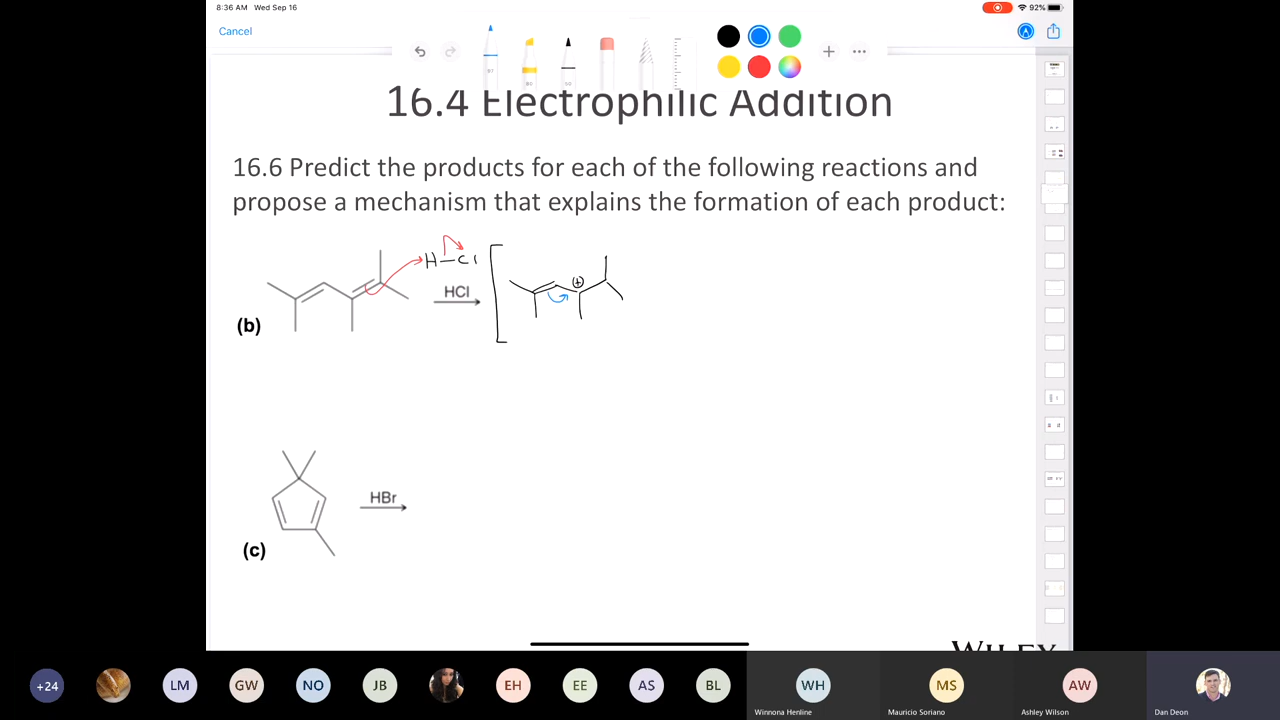 8:36 AM Wed Sep 16
92%
Cancel
16.4 Electrophilic Addition
16.6 Predict the products for each of the following reactions and
propose a mechanism that explains the formation of each product:
H-Cl
HCl
(b)
HBr
(c)
WILEY
+24
LM
GW
NO
JB
EH
EE
AS
BL
WH
MS
AW
Winnona Henline
Mauricio Soriano
Ashley Wilson
Dan Deon